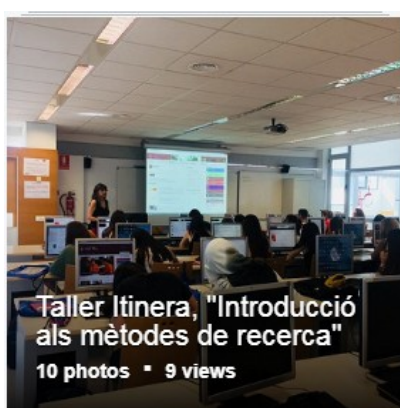 Taller Itinera, "Introducció
als mètodes de recerca"
10 photos ▪ 9 views